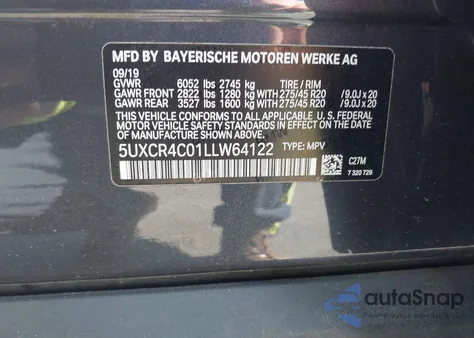 MFD BY BAYERISCHE MOTOREN WERKE AG
09/19
GVWR 6052 lbs 2745 kg TIRE / RIM
GAWR FRONT 2822 lbs 1280 kg 275/45 R20 /9.0J x 20
GAWR REAR 3527 lbs 1600 kg 275/45 R20 /9.0J x 20
THIS VEHICLE CONFORMS TO ALL APPLICABLE
U.S. FEDERAL MOTOR VEHICLE SAFETY
STANDARDS IN EFFECT ON THE DATE
OF MANUFACTURE SHOWN ABOVE.
5UXCR4C01LLW64122 TYPE: MPV
C27M
7 320 729
autoSnap